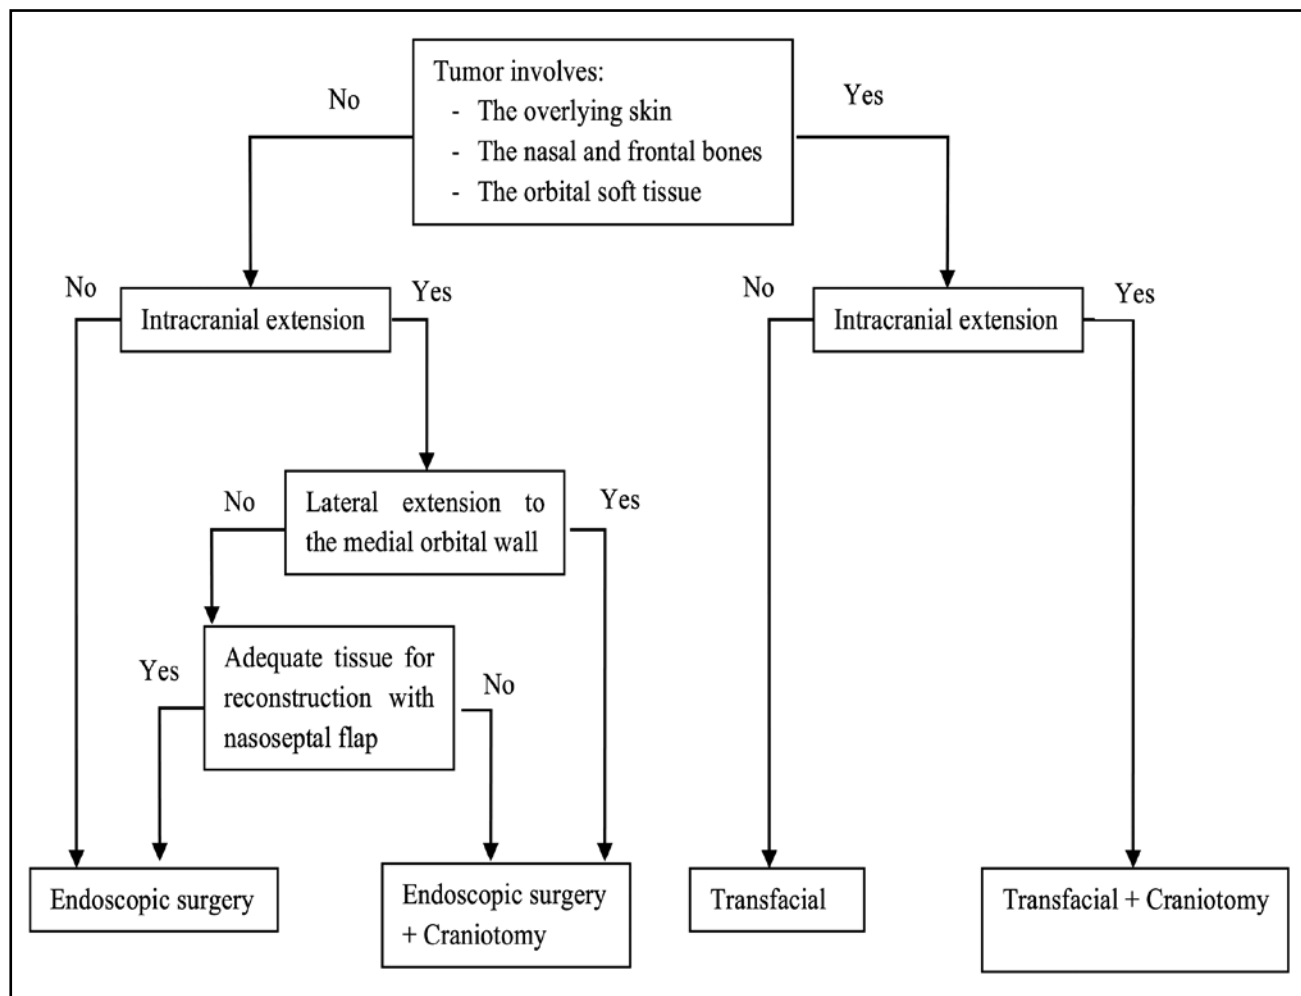 Tumor involves:
- The overlying skin
- The nasal and frontal bones
- The orbital soft tissue
No
Yes
No
Intracranial extension
Yes
No
Intracranial extension
Yes
No
Lateral extension to
the medial orbital wall
Yes
Yes
Adequate tissue for
reconstruction with
nasoseptal flap
No
Endoscopic surgery
Endoscopic surgery
+ Craniotomy
Transfacial
Transfacial + Craniotomy